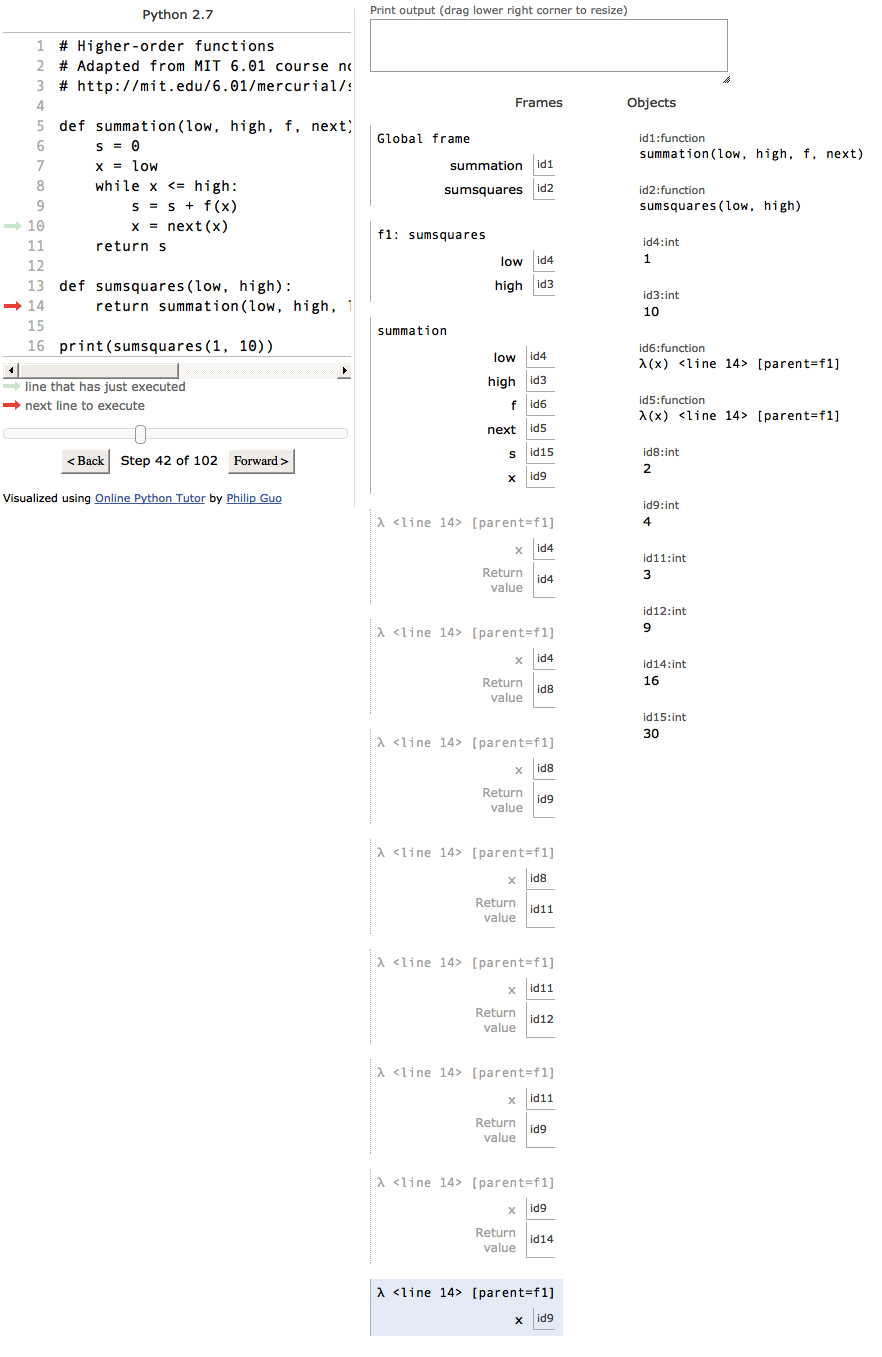 Python 2.7
1 # Higher-order functions
2 # Adapted from MIT 6.01 course no
3 # http://mit.edu/6.01/mercurial/s
4
5 def summation(low, high, f, next)
6 s = 0
7 x = low
8 while x <= high:
9 s = s + f(x)
10 x = next(x)
11 return s
12
13 def sumsquares(low, high):
14 return summation(low, high, l
15
16 print(sumsquares(1, 10))
line that has just executed
next line to execute
< Back Step 42 of 102 Forward >
Visualized using Online Python Tutor by Philip Guo
Print output (drag lower right corner to resize)
Frames Objects
Global frame
summation id1
sumsquares id2
f1: sumsquares
low id4
high id3
summation
low id4
high id3
f id6
next id5
s id15
x id9
λ <line 14> [parent=f1]
x id4
Return
value id4
λ <line 14> [parent=f1]
x id4
Return
value id8
λ <line 14> [parent=f1]
x id8
Return
value id9
λ <line 14> [parent=f1]
x id8
Return
value id11
λ <line 14> [parent=f1]
x id11
Return
value id12
λ <line 14> [parent=f1]
x id11
Return
value id9
λ <line 14> [parent=f1]
x id9
Return
value id14
λ <line 14> [parent=f1]
x id9
id1:function
summation(low, high, f, next)
id2:function
sumsquares(low, high)
id4:int
1
id3:int
10
id6:function
λ(x) <line 14> [parent=f1]
id5:function
λ(x) <line 14> [parent=f1]
id8:int
2
id9:int
4
id11:int
3
id12:int
9
id14:int
16
id15:int
30